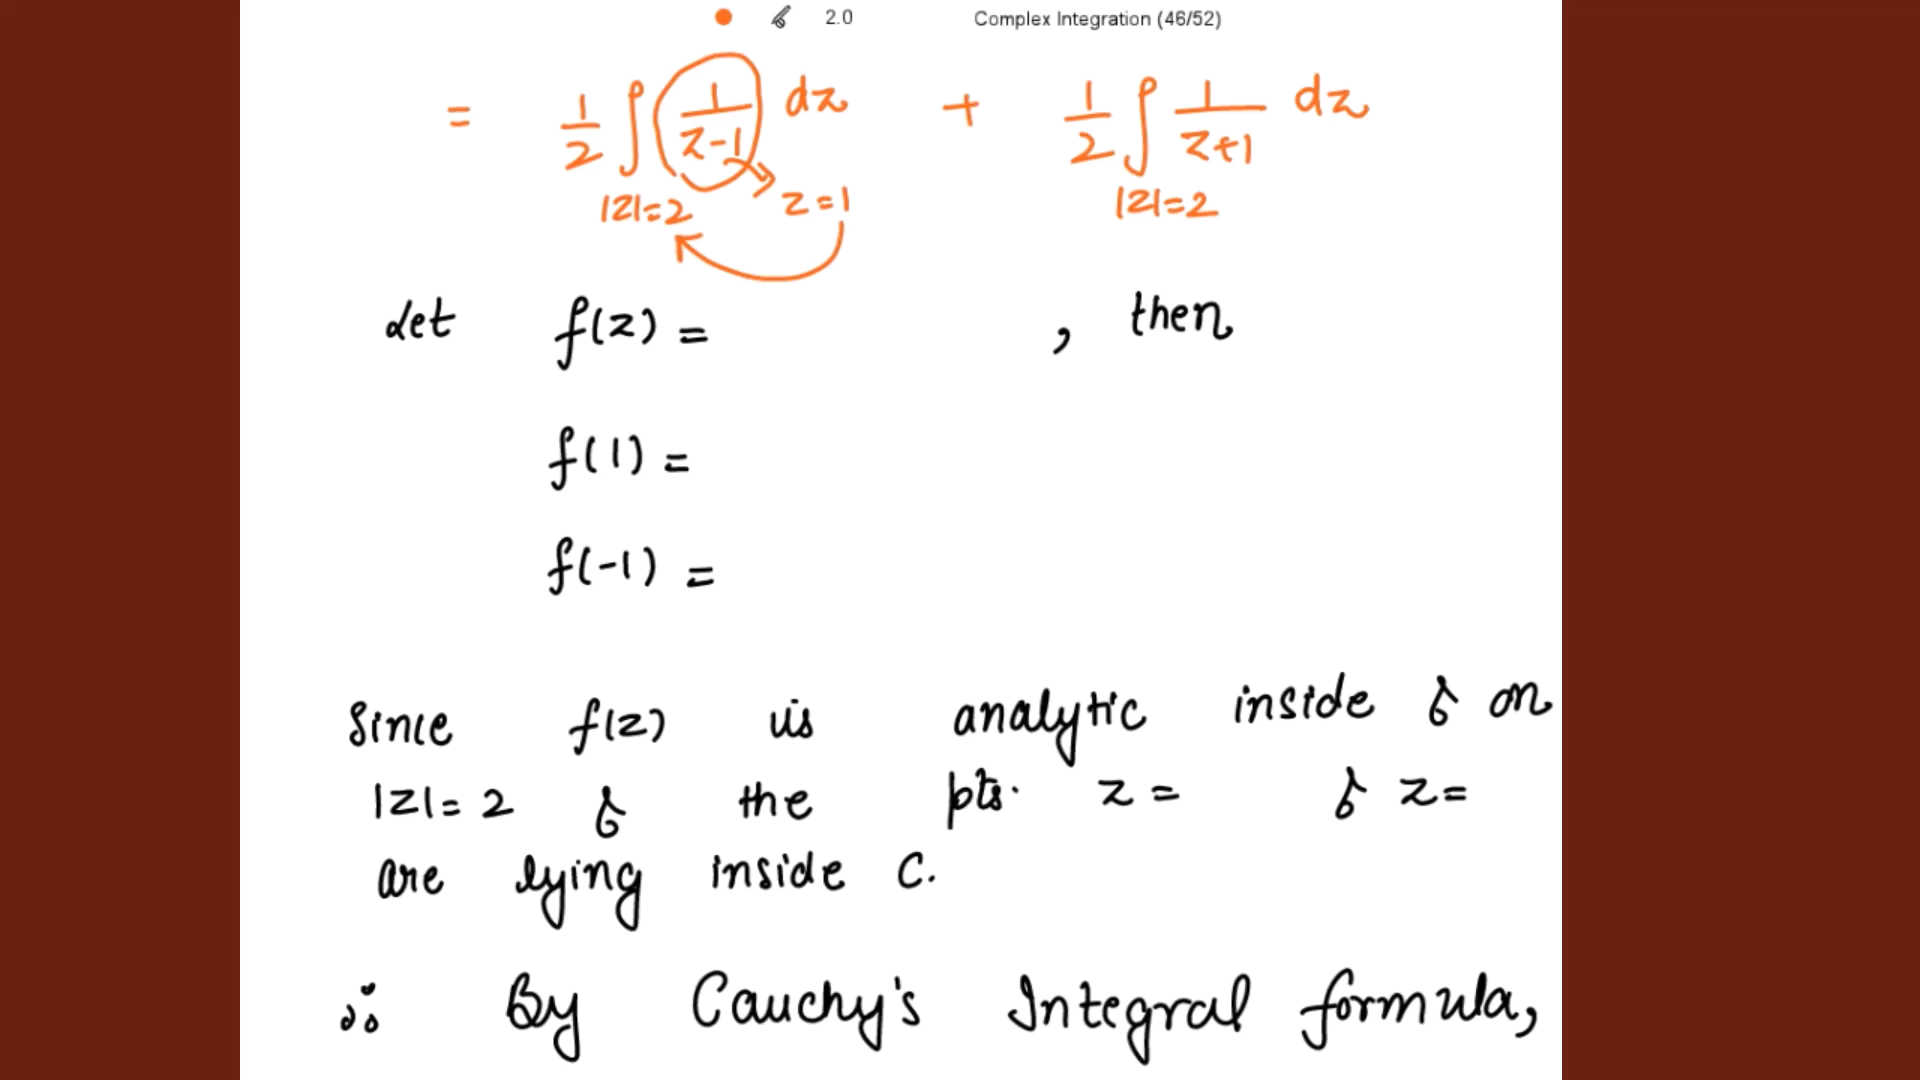 2.0 Complex Integration (46/52)
= 1/2 ∫ 1/(z-1) dz + 1/2 ∫ 1/(z+1) dz
|z|=2 z=1 |z|=2
Let f(z) = , then
f(1) =
f(-1) =
Since f(z) is analytic inside & on
|z|= 2 & the pts. z = & z=
are lying inside C.
∴ By Cauchy's Integral formula,